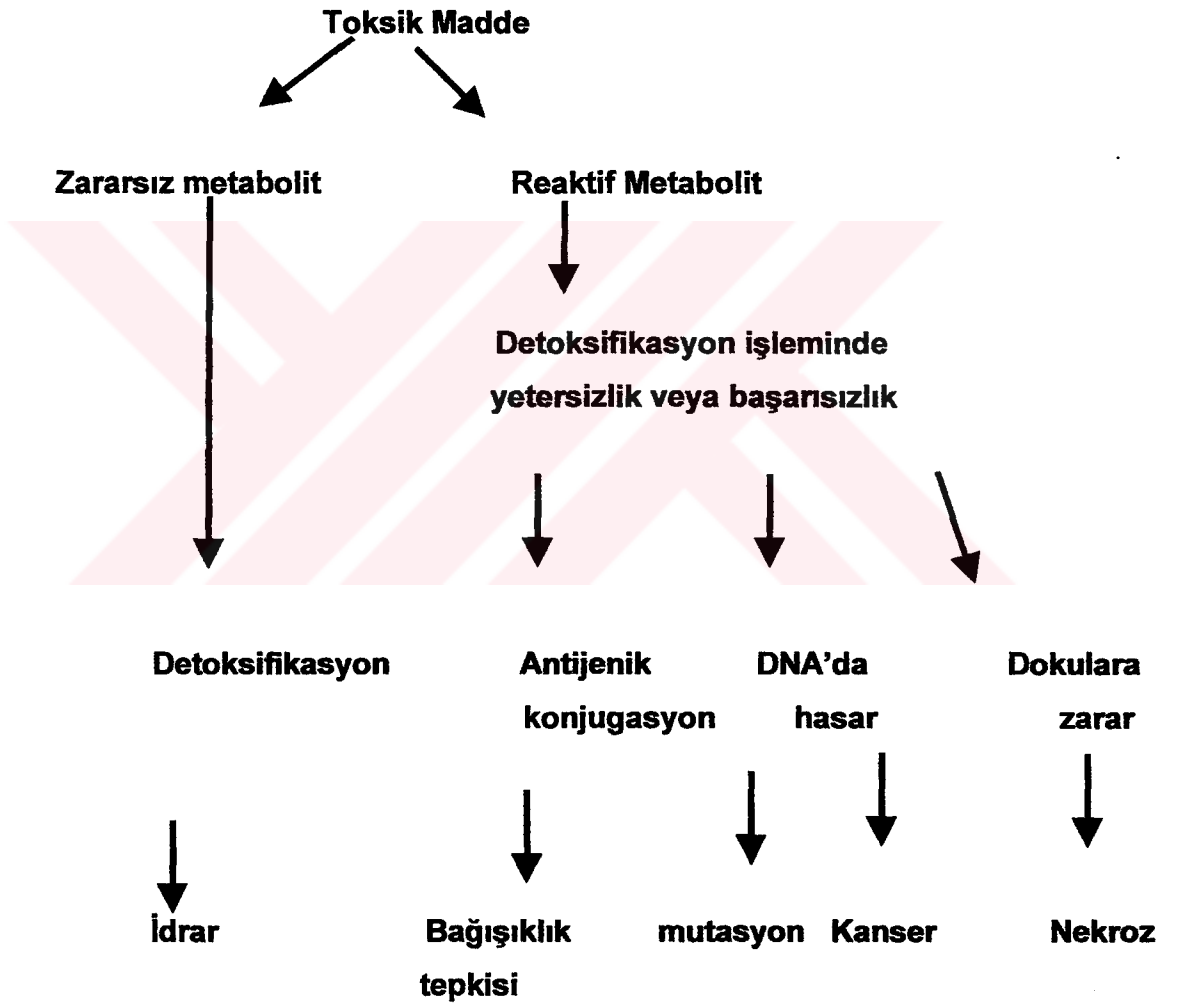 Toksik Madde
Zararsız metabolit
Reaktif Metabolit
Detoksifikasyon işleminde
yetersizlik veya başarısızlık
Detoksifikasyon
Antijenik
konjugasyon
DNA’da
hasar
Dokulara
zarar
İdrar
Bağışıklık
tepkisi
mutasyon
Kanser
Nekroz